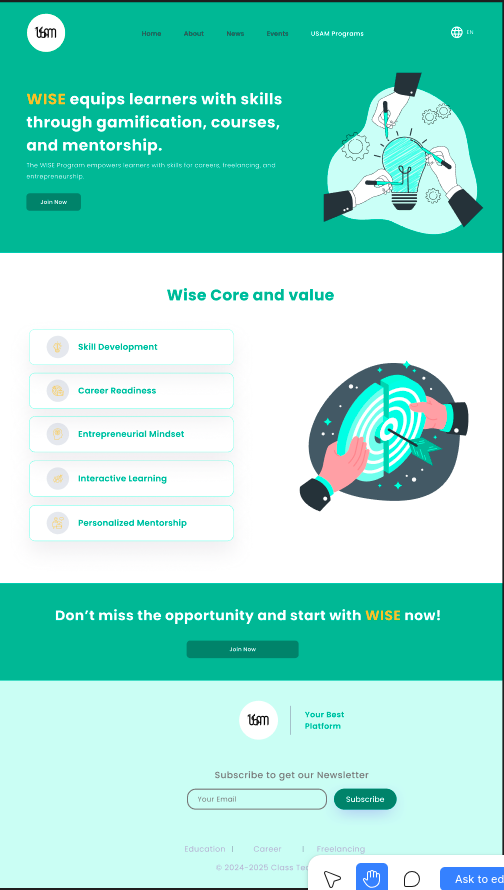 Home About News Events USAM Programs EN
WISE equips learners with skills
through gamification, courses,
and mentorship.
The WISE Program empowers learners with skills for careers, freelancing, and
entrepreneurship.
Join Now
Wise Core and value
Skill Development
Career Readiness
Entrepreneurial Mindset
Interactive Learning
Personalized Mentorship
Don't miss the opportunity and start with WISE now!
Join Now
Your Best
Platform
Subscribe to get our Newsletter
Your Email
Subscribe
Education | Career | Freelancing
© 2024-2025 Class Te
Ask to ed